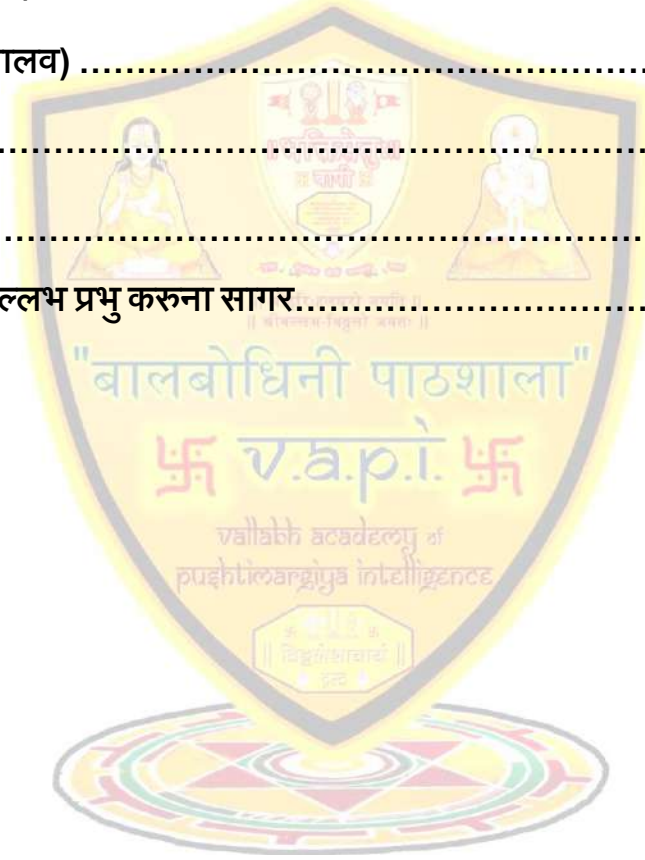 ालव) ……………………………………………
……………………………………………
……………………………………………
ल्लभ प्रभु करुना सागर……………………………
"बालबोधिनी पाठशाला"
卐 v.a.p.i. 卐
vallabh academy of
pushtimargiya intelligence